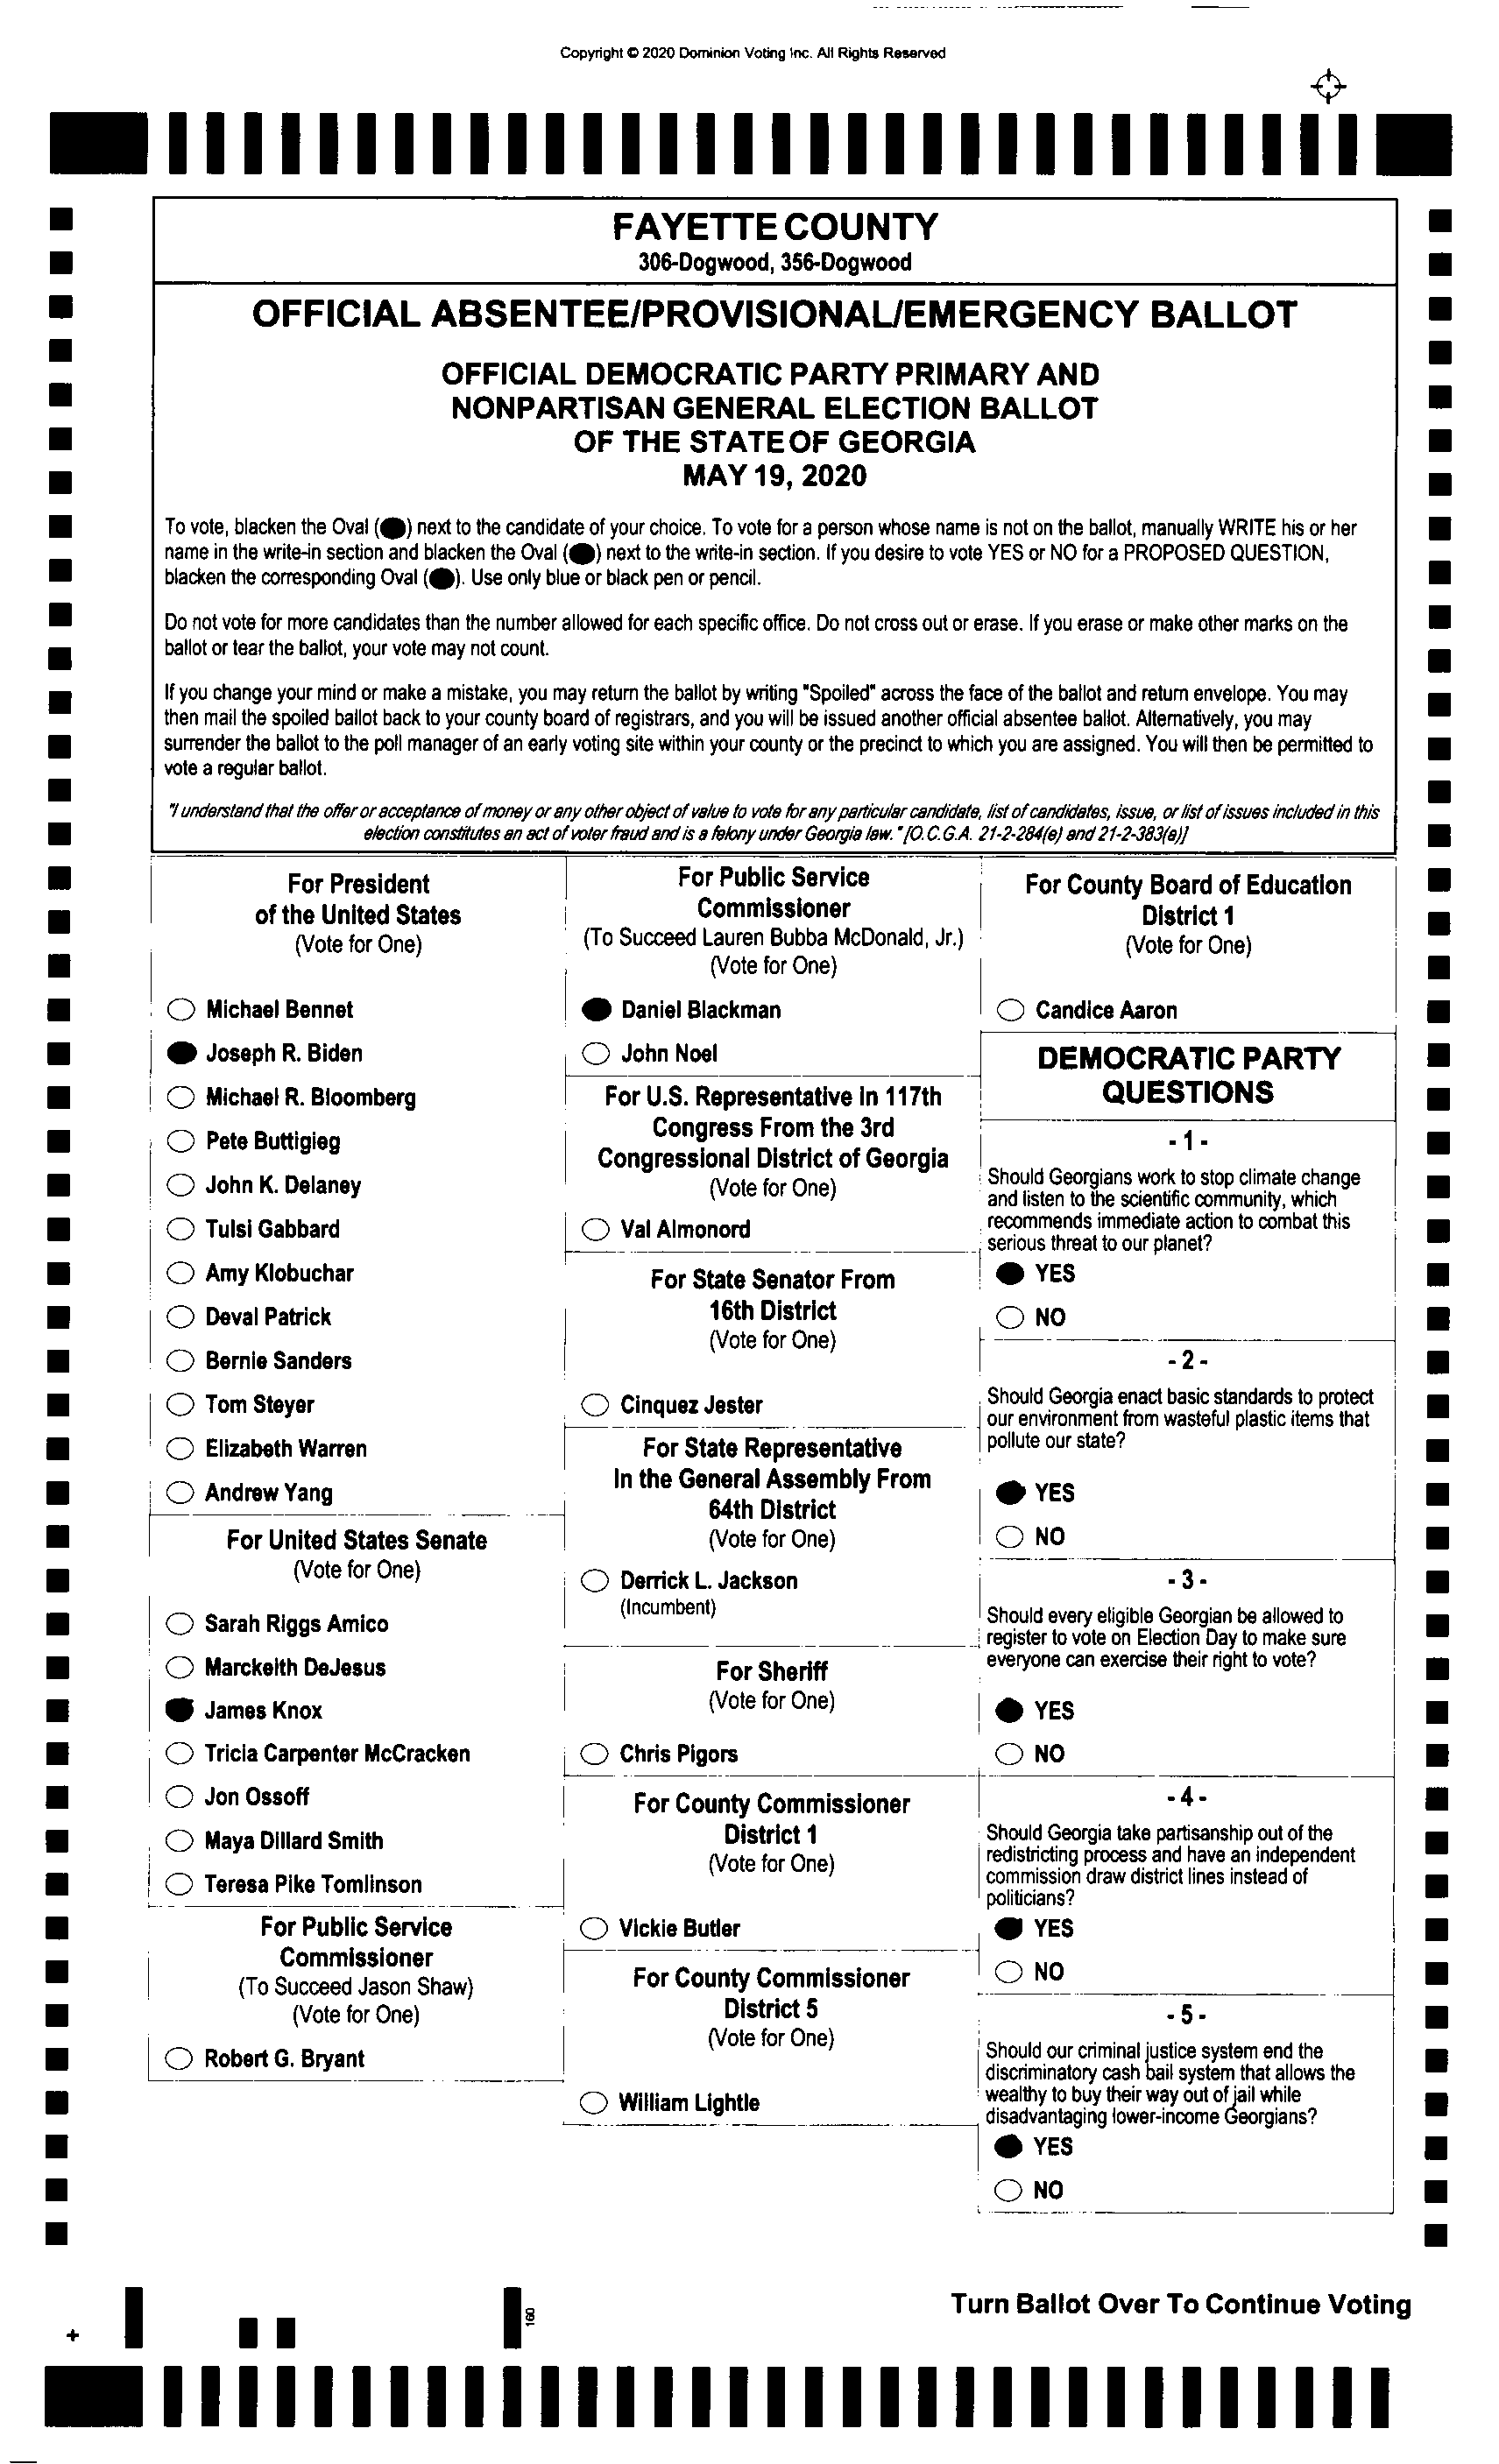 Copyright © 2020 Dominion Voting Inc. All Rights Reserved
FAYETTE COUNTY
306-Dogwood, 356-Dogwood
OFFICIAL ABSENTEE/PROVISIONAL/EMERGENCY BALLOT
OFFICIAL DEMOCRATIC PARTY PRIMARY AND
NONPARTISAN GENERAL ELECTION BALLOT
OF THE STATE OF GEORGIA
MAY 19, 2020
To vote, blacken the Oval ( ) next to the candidate of your choice. To vote for a person whose name is not on the ballot, manually WRITE his or her
name in the write-in section and blacken the Oval ( ) next to the write-in section. If you desire to vote YES or NO for a PROPOSED QUESTION,
blacken the corresponding Oval ( ). Use only blue or black pen or pencil.
Do not vote for more candidates than the number allowed for each specific office. Do not cross out or erase. If you erase or make other marks on the
ballot or tear the ballot, your vote may not count.
If you change your mind or make a mistake, you may return the ballot by writing "Spoiled" across the face of the ballot and return envelope. You may
then mail the spoiled ballot back to your county board of registrars, and you will be issued another official absentee ballot. Alternatively, you may
surrender the ballot to the poll manager of an early voting site within your county or the precinct to which you are assigned. You will then be permitted to
vote a regular ballot.
"I understand that the offer or acceptance of money or any other object of value to vote for any particular candidate, list of candidates, issue, or list of issues included in this
election constitutes an act of voter fraud and is a felony under Georgia law." [O.C.G.A. 21-2-284(e) and 21-2-383(a)]
For President
of the United States
(Vote for One)
Michael Bennet
Joseph R. Biden
Michael R. Bloomberg
Pete Buttigieg
John K. Delaney
Tulsi Gabbard
Amy Klobuchar
Deval Patrick
Bernie Sanders
Tom Steyer
Elizabeth Warren
Andrew Yang
For United States Senate
(Vote for One)
Sarah Riggs Amico
Marckeith DeJesus
James Knox
Tricia Carpenter McCracken
Jon Ossoff
Maya Dillard Smith
Teresa Pike Tomlinson
For Public Service
Commissioner
(To Succeed Jason Shaw)
(Vote for One)
Robert G. Bryant
For Public Service
Commissioner
(To Succeed Lauren Bubba McDonald, Jr.)
(Vote for One)
Daniel Blackman
John Noel
For U.S. Representative in 117th
Congress From the 3rd
Congressional District of Georgia
(Vote for One)
Val Almonord
For State Senator From
16th District
(Vote for One)
Cinquez Jester
For State Representative
In the General Assembly From
64th District
(Vote for One)
Derrick L. Jackson
(Incumbent)
For Sheriff
(Vote for One)
Chris Pigors
For County Commissioner
District 1
(Vote for One)
Vickie Butler
For County Commissioner
District 5
(Vote for One)
William Lightle
For County Board of Education
District 1
(Vote for One)
Candice Aaron
DEMOCRATIC PARTY
QUESTIONS
- 1 -
Should Georgians work to stop climate change
and listen to the scientific community, which
recommends immediate action to combat this
serious threat to our planet?
YES
NO
- 2 -
Should Georgia enact basic standards to protect
our environment from wasteful plastic items that
pollute our state?
YES
NO
- 3 -
Should every eligible Georgian be allowed to
register to vote on Election Day to make sure
everyone can exercise their right to vote?
YES
NO
- 4 -
Should Georgia take partisanship out of the
redistricting process and have an independent
commission draw district lines instead of
politicians?
YES
NO
- 5 -
Should our criminal justice system end the
discriminatory cash bail system that allows the
wealthy to buy their way out of jail while
disadvantaging lower-income Georgians?
YES
NO
Turn Ballot Over To Continue Voting
160